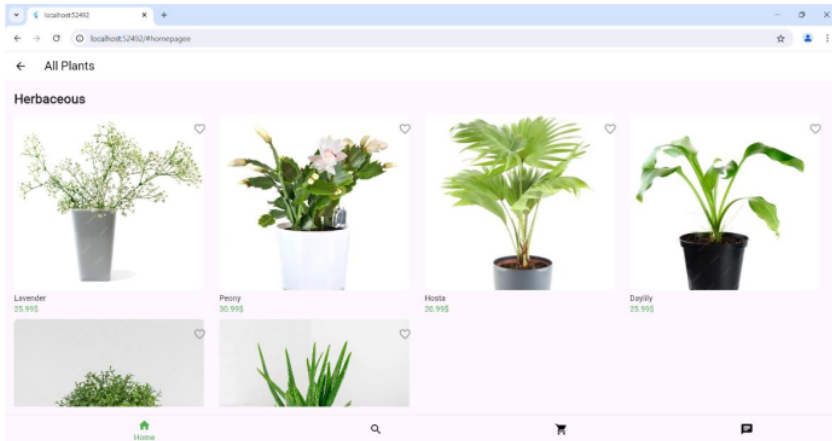 localhost:52492
localhost:52492/#homepagee
All Plants
Herbaceous
Lavender
25.99$
Peony
30.99$
Hosta
20.99$
Daylily
25.99$
Home